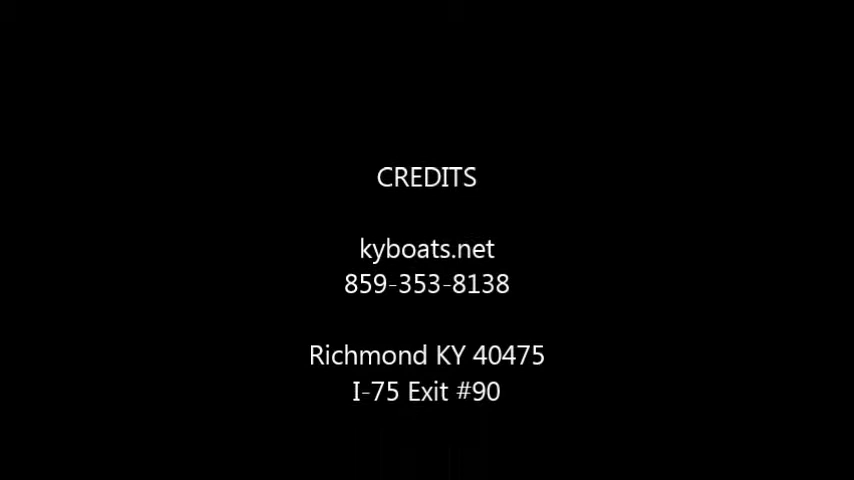 CREDITS
kyboats.net
859-353-8138
Richmond KY 40475
I-75 Exit #90